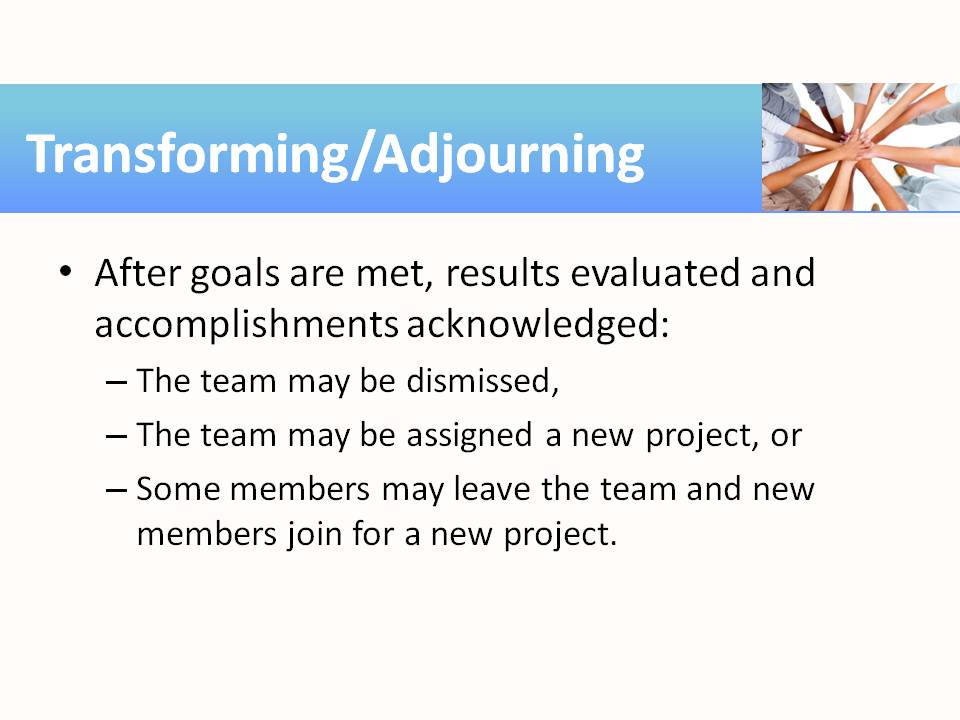 Transforming/Adjourning
• After goals are met, results evaluated and
accomplishments acknowledged:
– The team may be dismissed,
– The team may be assigned a new project, or
– Some members may leave the team and new
members join for a new project.